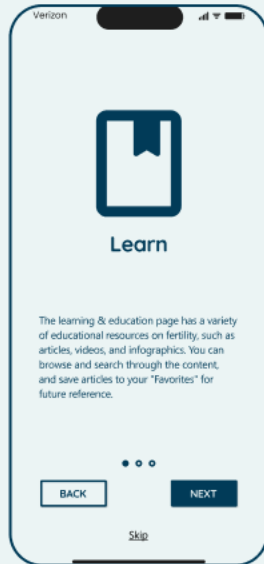 Verizon
Learn
The learning & education page has a variety
of educational resources on fertility, such as
articles, videos, and infographics. You can
browse and search through the content,
and save articles to your "Favorites" for
future reference.
BACK
NEXT
Skip